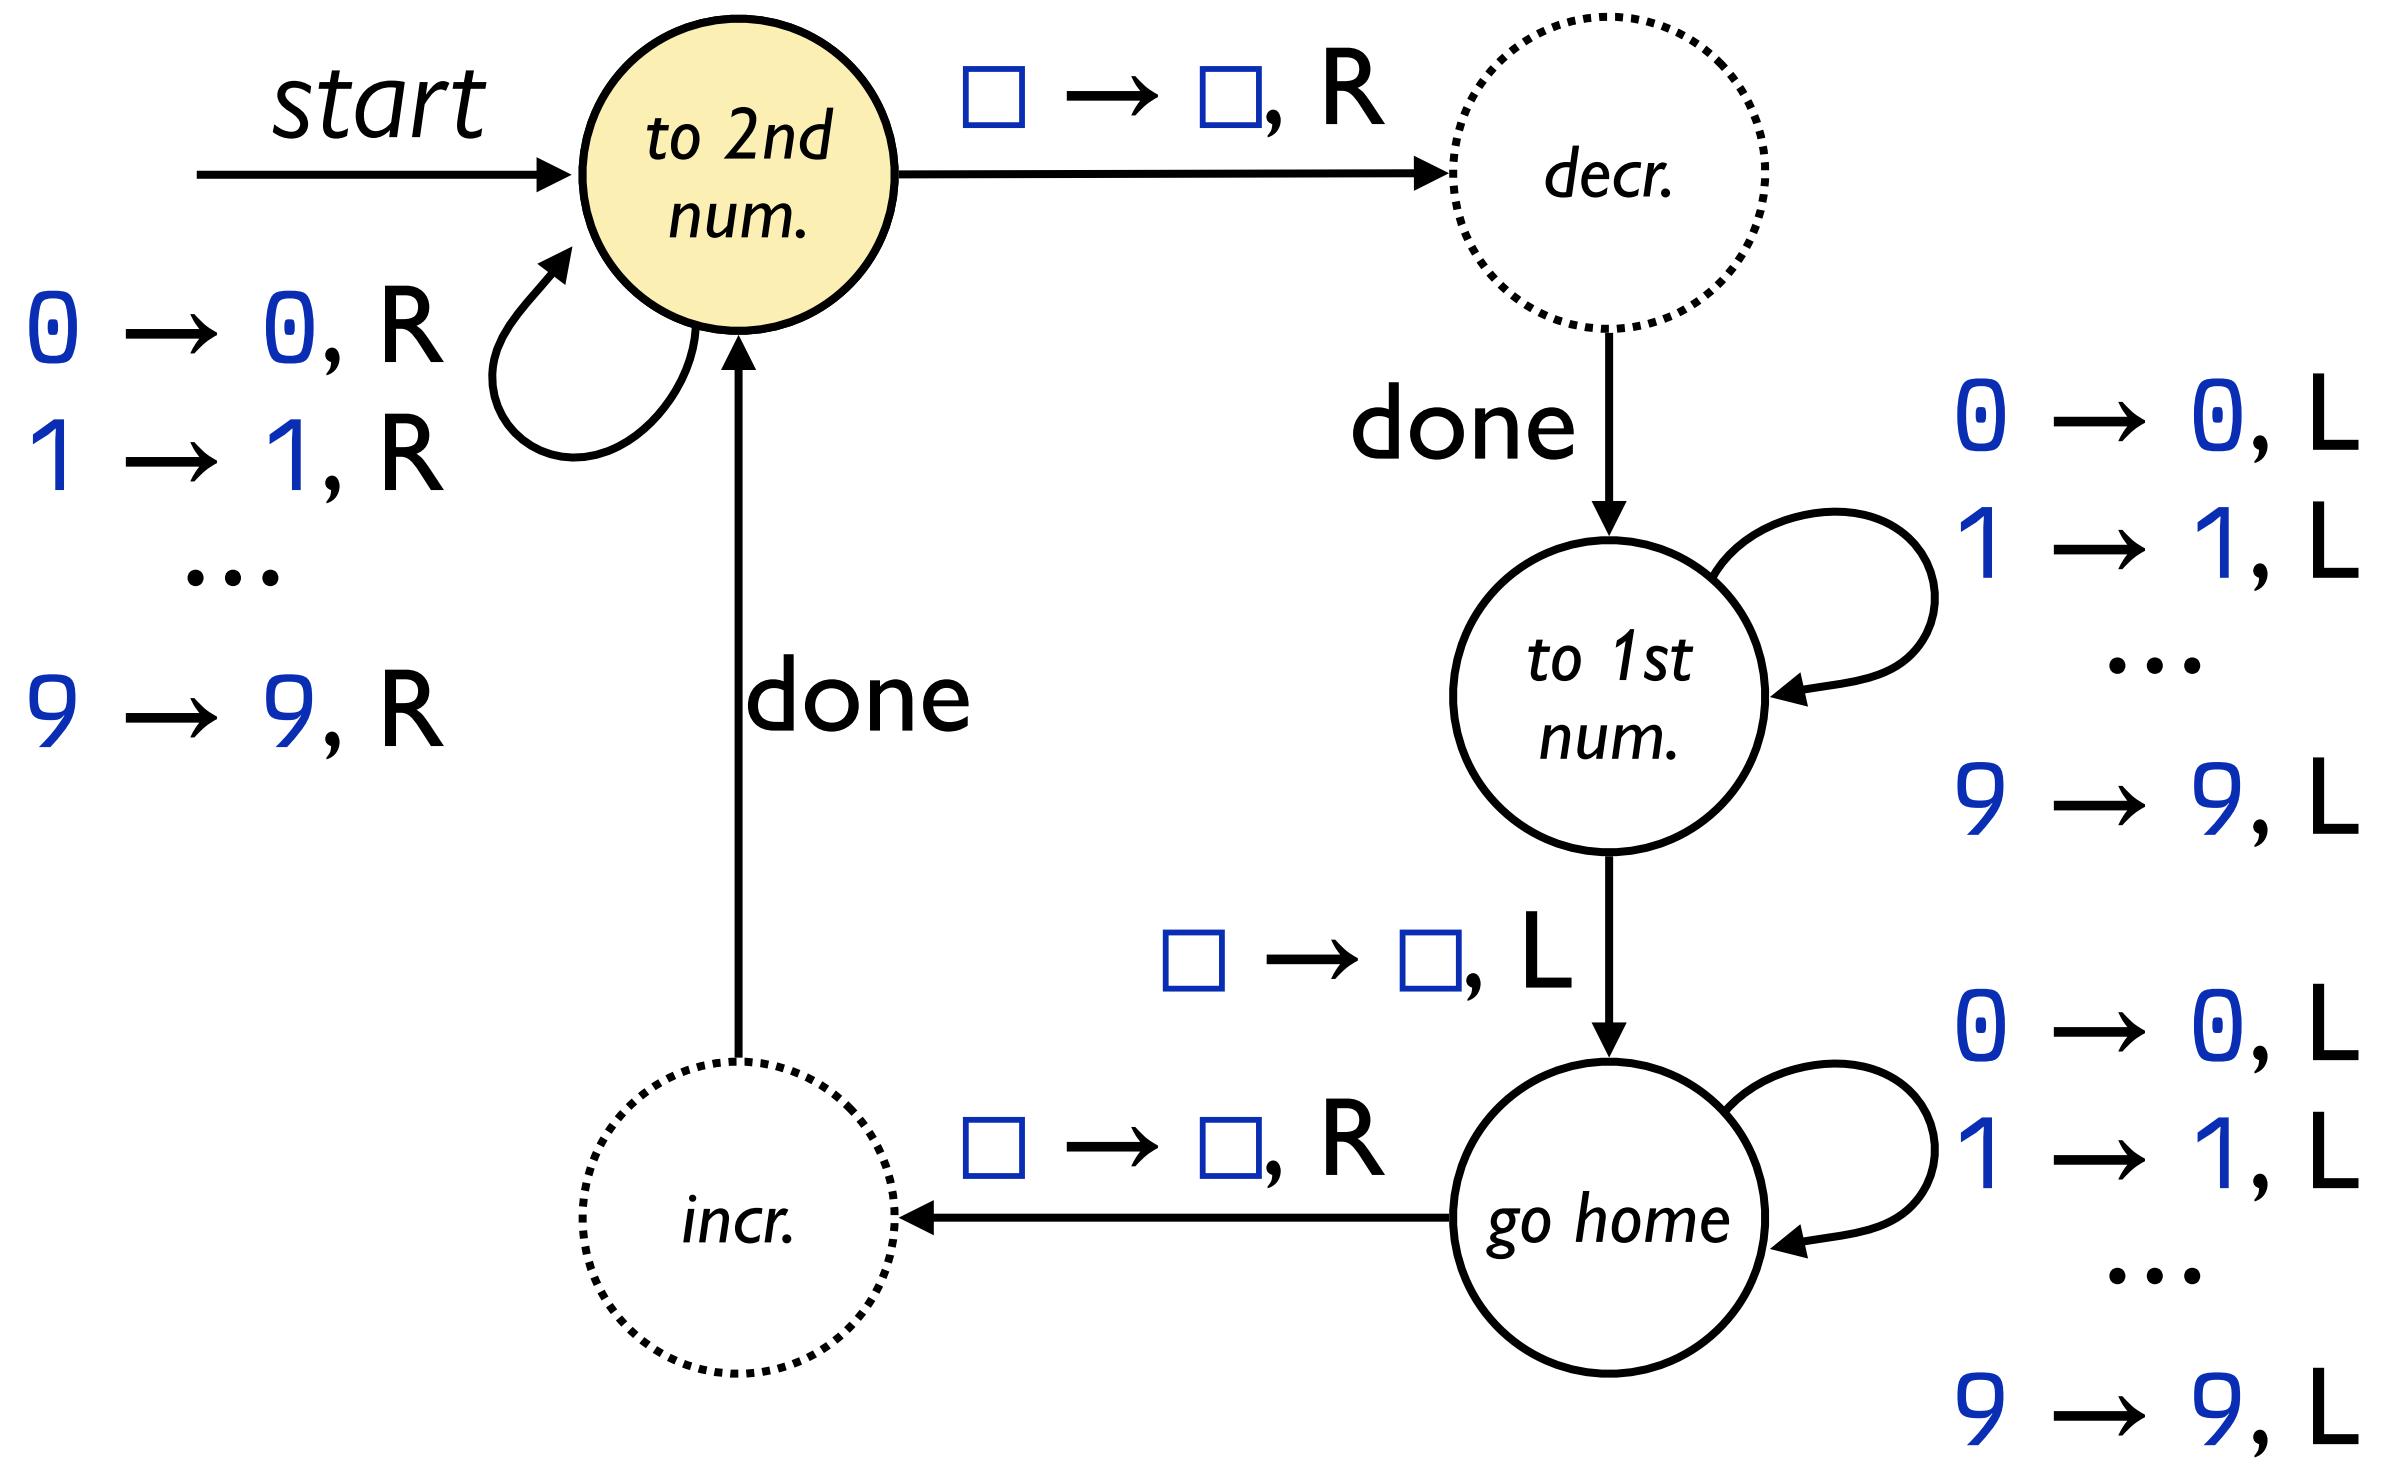 start
to 2nd
num.
□ → □, R
decr.
0 → 0, R
1 → 1, R
...
9 → 9, R
done
0 → 0, L
1 → 1, L
...
9 → 9, L
to 1st
num.
done
□ → □, L
□ → □, R
incr.
go home
0 → 0, L
1 → 1, L
...
9 → 9, L